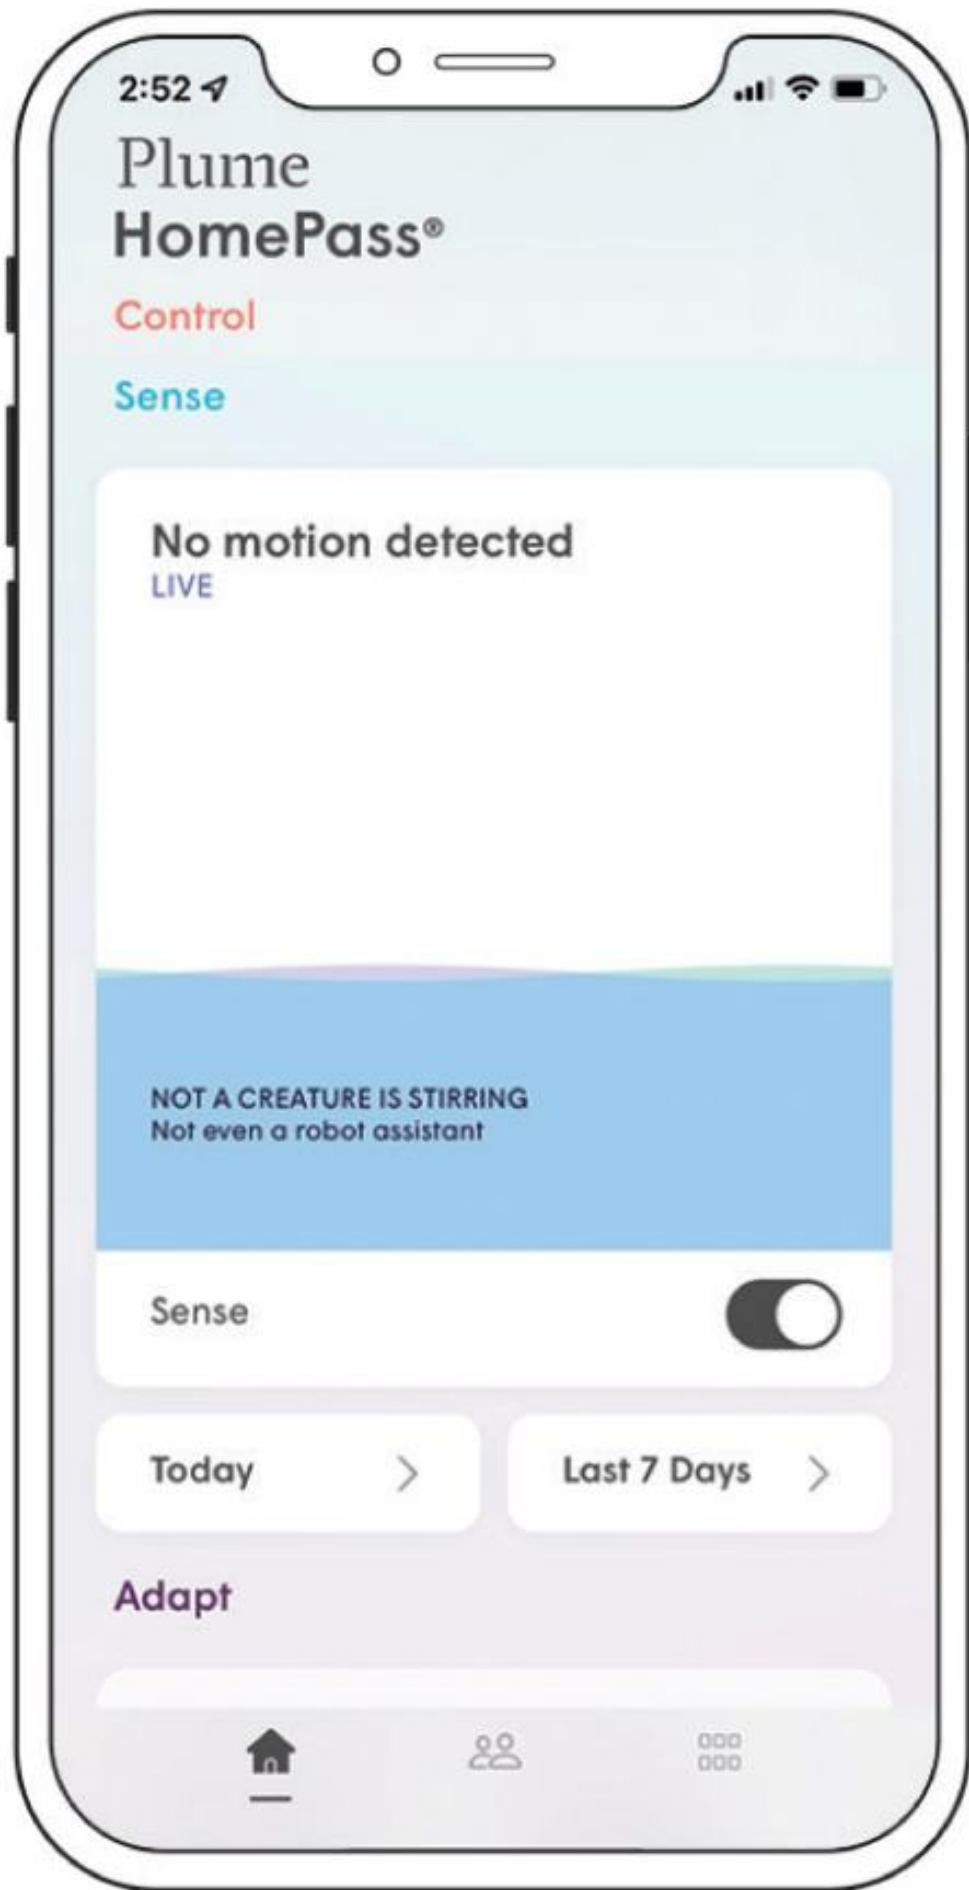 2:52
Plume
HomePass®
Control
Sense
No motion detected
LIVE
NOT A CREATURE IS STIRRING
Not even a robot assistant
Sense
Today
Last 7 Days
Adapt